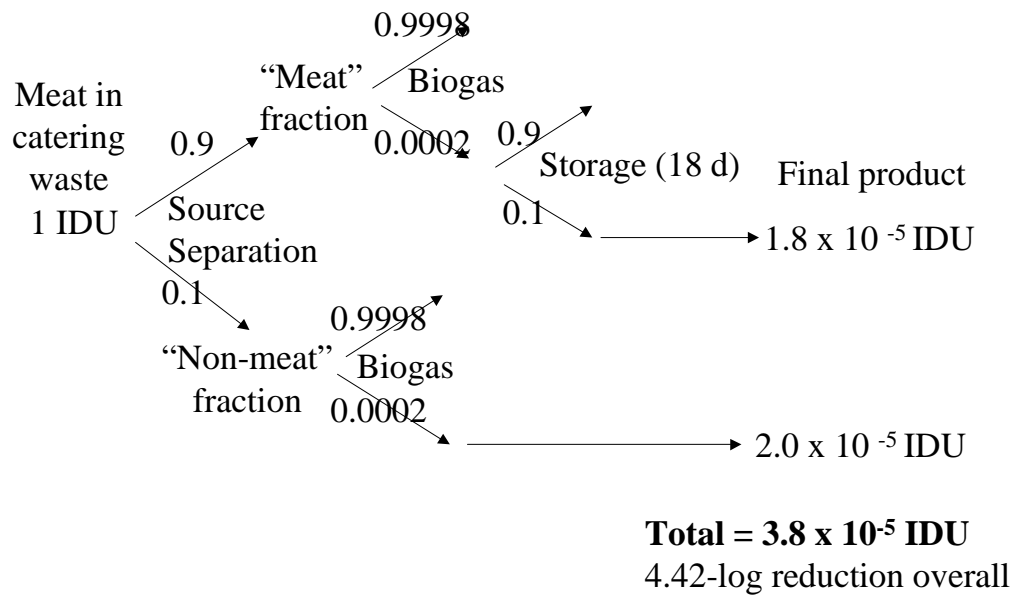 0.9998
“Meat”
fraction
Biogas
0.0002
Meat in
catering
waste
1 IDU
0.9
Source
Separation
0.1
0.9
Storage (18 d)
0.1
Final product
1.8 x 10 -5 IDU
0.9998
“Non-meat”
fraction
Biogas
0.0002
2.0 x 10 -5 IDU
Total = 3.8 x 10-5 IDU
4.42-log reduction overall